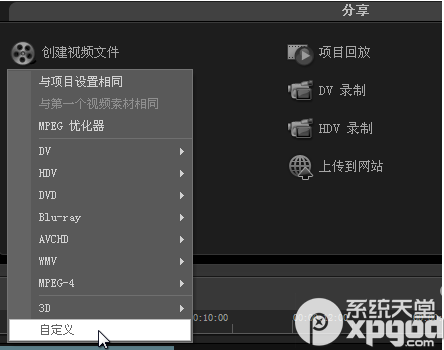 分享
创建视频文件
项目回放
与项目设置相同
DV 录制
与第一个视频素材相同
MPEG 优化器
HDV 录制
DV
上传到网站
HDV
DVD
Blu-ray
AVCHD
WMV
MPEG-4
3D
自定义
系统天堂
xpgod
.com